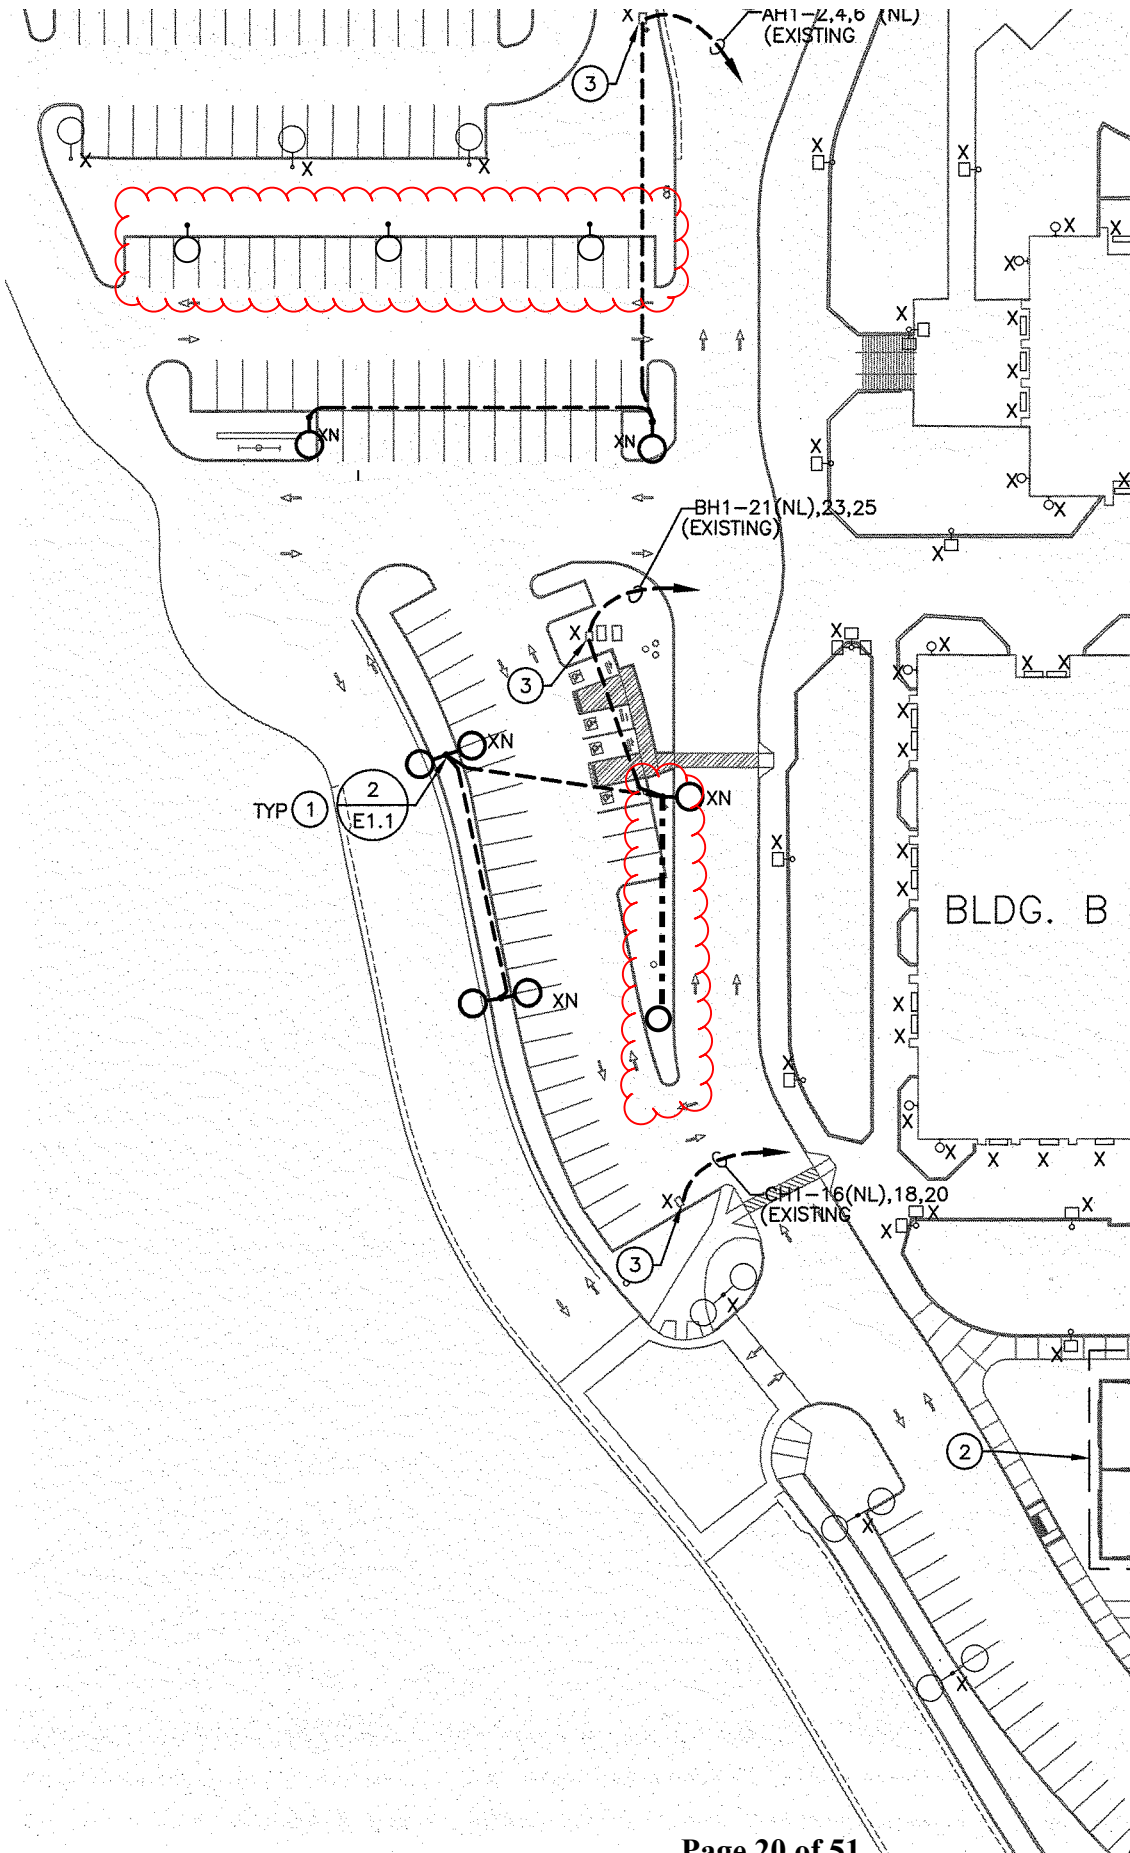 X
AH1-2,4,6 (NL)
(EXISTING
3
X
X
X
X
X
X
X
X
X
X
X
X
X
XN
XN
X
X
X
X
X
BH1-21(NL),23,25
(EXISTING)
X
X
X
X
X
X
X
3
X
X
XN
TYP 1
2
E1.1
XN
X
X
X
BLDG. B
XN
X
X
X
X
X
X
X
X
CH1-16(NL),18,20
(EXISTING
X
X
X
X
3
X
X
2
X
X
Page 20 of 51